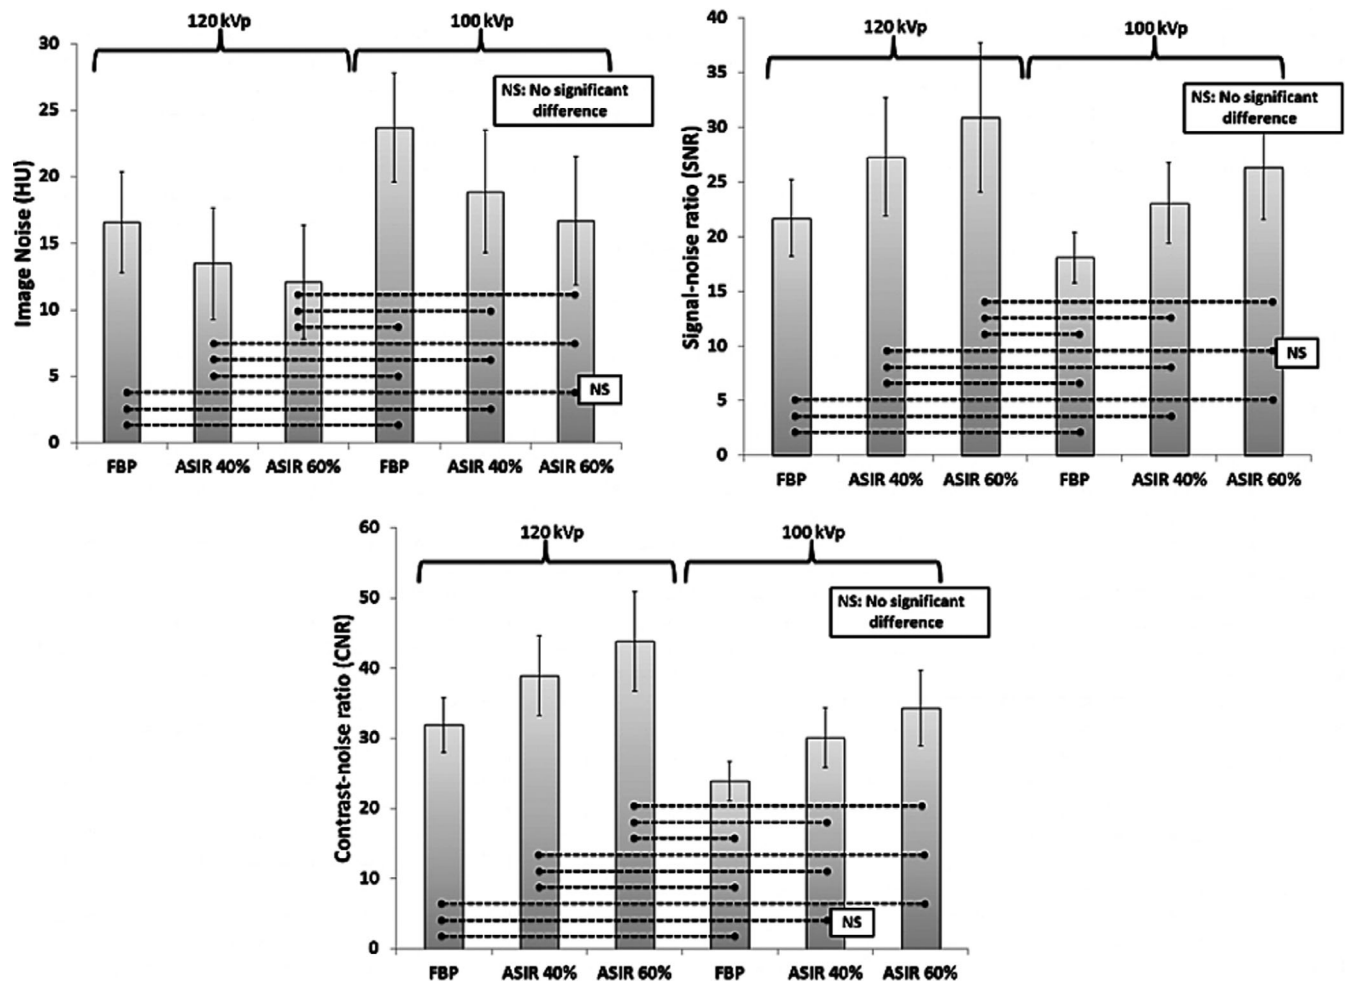 120 kVp
100 kVp
30
25
20
15
10
5
0
Image Noise (HU)
NS: No significant
difference
NS
FBP
ASIR 40%
ASIR 60%
FBP
ASIR 40%
ASIR 60%
120 kVp
100 kVp
40
35
30
25
20
15
10
5
0
Signal-noise ratio (SNR)
NS: No significant
difference
NS
FBP
ASIR 40%
ASIR 60%
FBP
ASIR 40%
ASIR 60%
120 kVp
100 kVp
60
50
40
30
20
10
0
Contrast-noise ratio (CNR)
NS: No significant
difference
NS
FBP
ASIR 40%
ASIR 60%
FBP
ASIR 40%
ASIR 60%